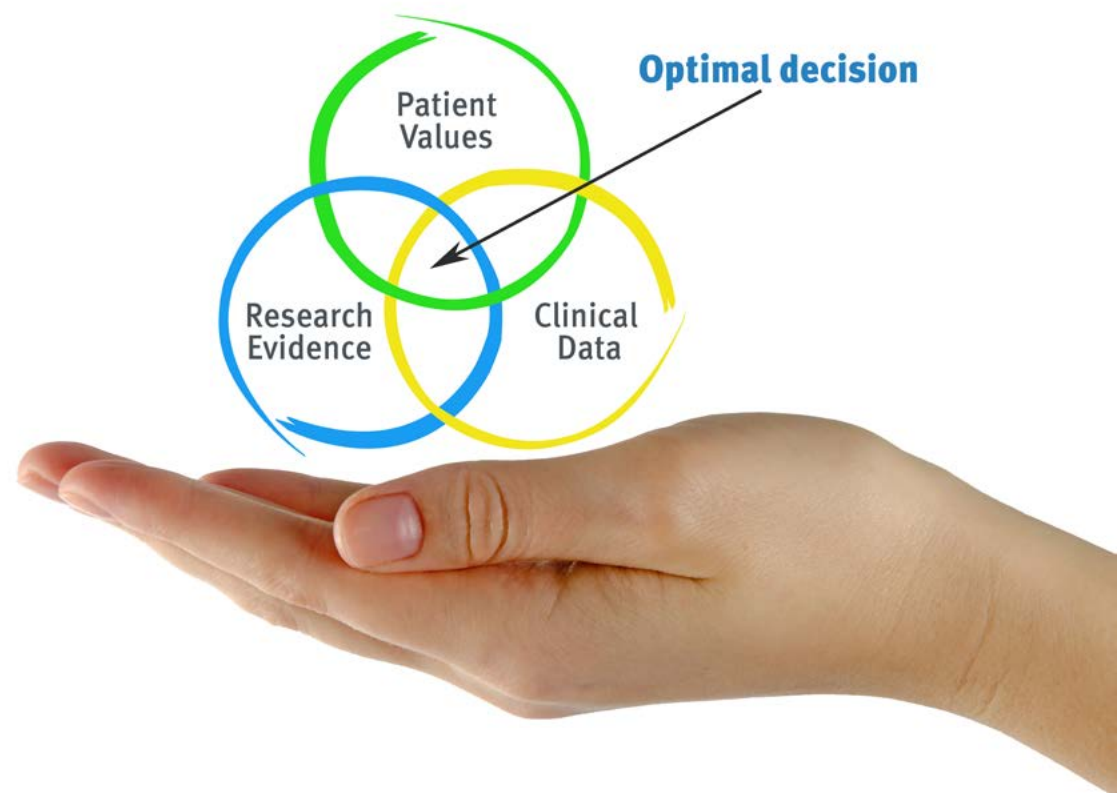 Optimal decision
Patient
Values
Research
Evidence
Clinical
Data